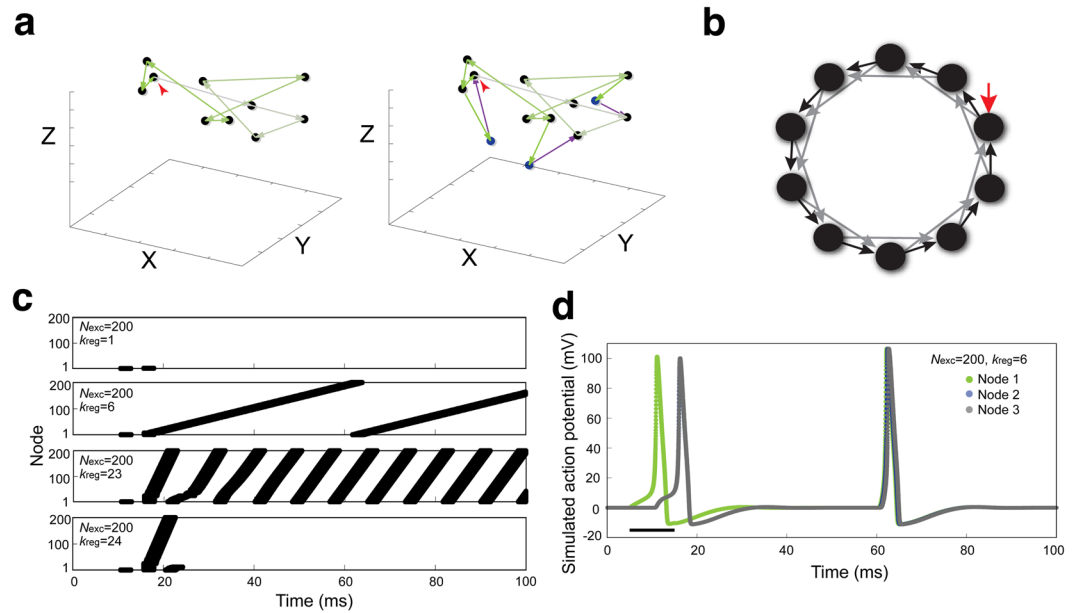 a
Z
X
Y
Z
X
Y
b
c
Node
200
100
1
Nexc=200
kreg=1
200
100
1
Nexc=200
kreg=6
200
100
1
Nexc=200
kreg=23
200
100
1
Nexc=200
kreg=24
0 20 40 60 80 100
Time (ms)
d
Simulated action potential (mV)
100
80
60
40
20
0
-20
Nexc=200, kreg=6
Node 1
Node 2
Node 3
0 20 40 60 80 100
Time (ms)